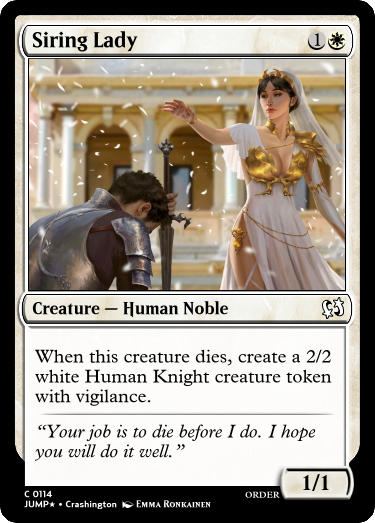 Siring Lady 1
Creature — Human Noble
When this creature dies, create a 2/2
white Human Knight creature token
with vigilance.
“Your job is to die before I do. I hope
you will do it well.”
1/1
C 0114 ORDER
JUMP★ • Crashington Emma Ronkainen